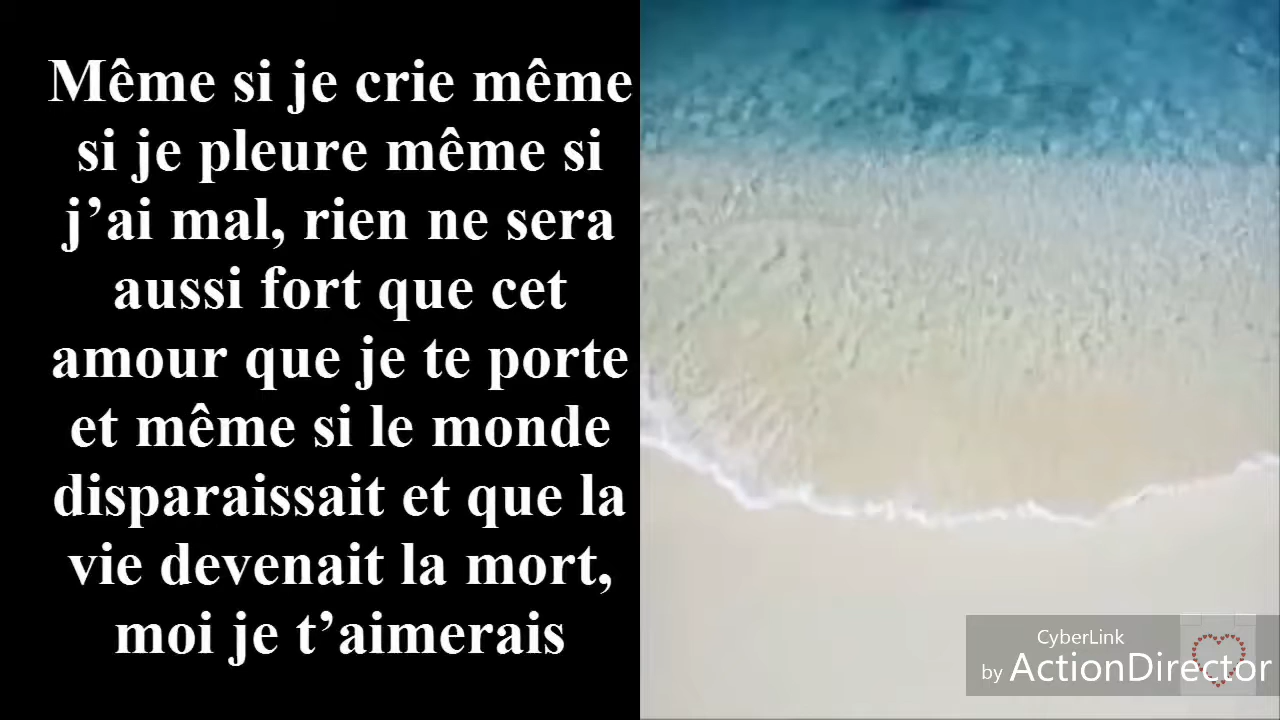 Même si je crie même
si je pleure même si
j’ai mal, rien ne sera
aussi fort que cet
amour que je te porte
et même si le monde
disparaissait et que la
vie devenait la mort,
moi je t’aimerais
CyberLink
by ActionDirector